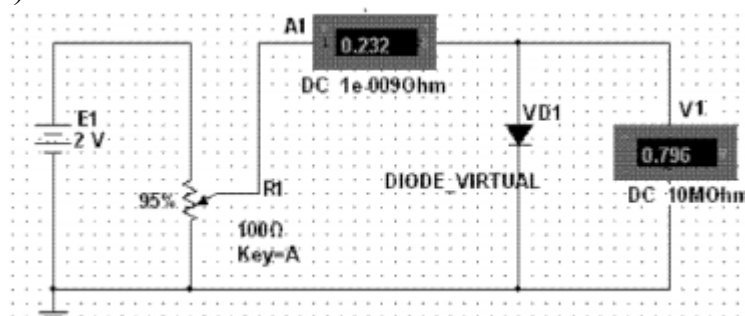 A1
0.232
DC 1e-009Ohm
E1
2 V
95%
R1
100Ω
Key=A
VD1
DIODE_VIRTUAL
V1
0.796
DC 10MOhm